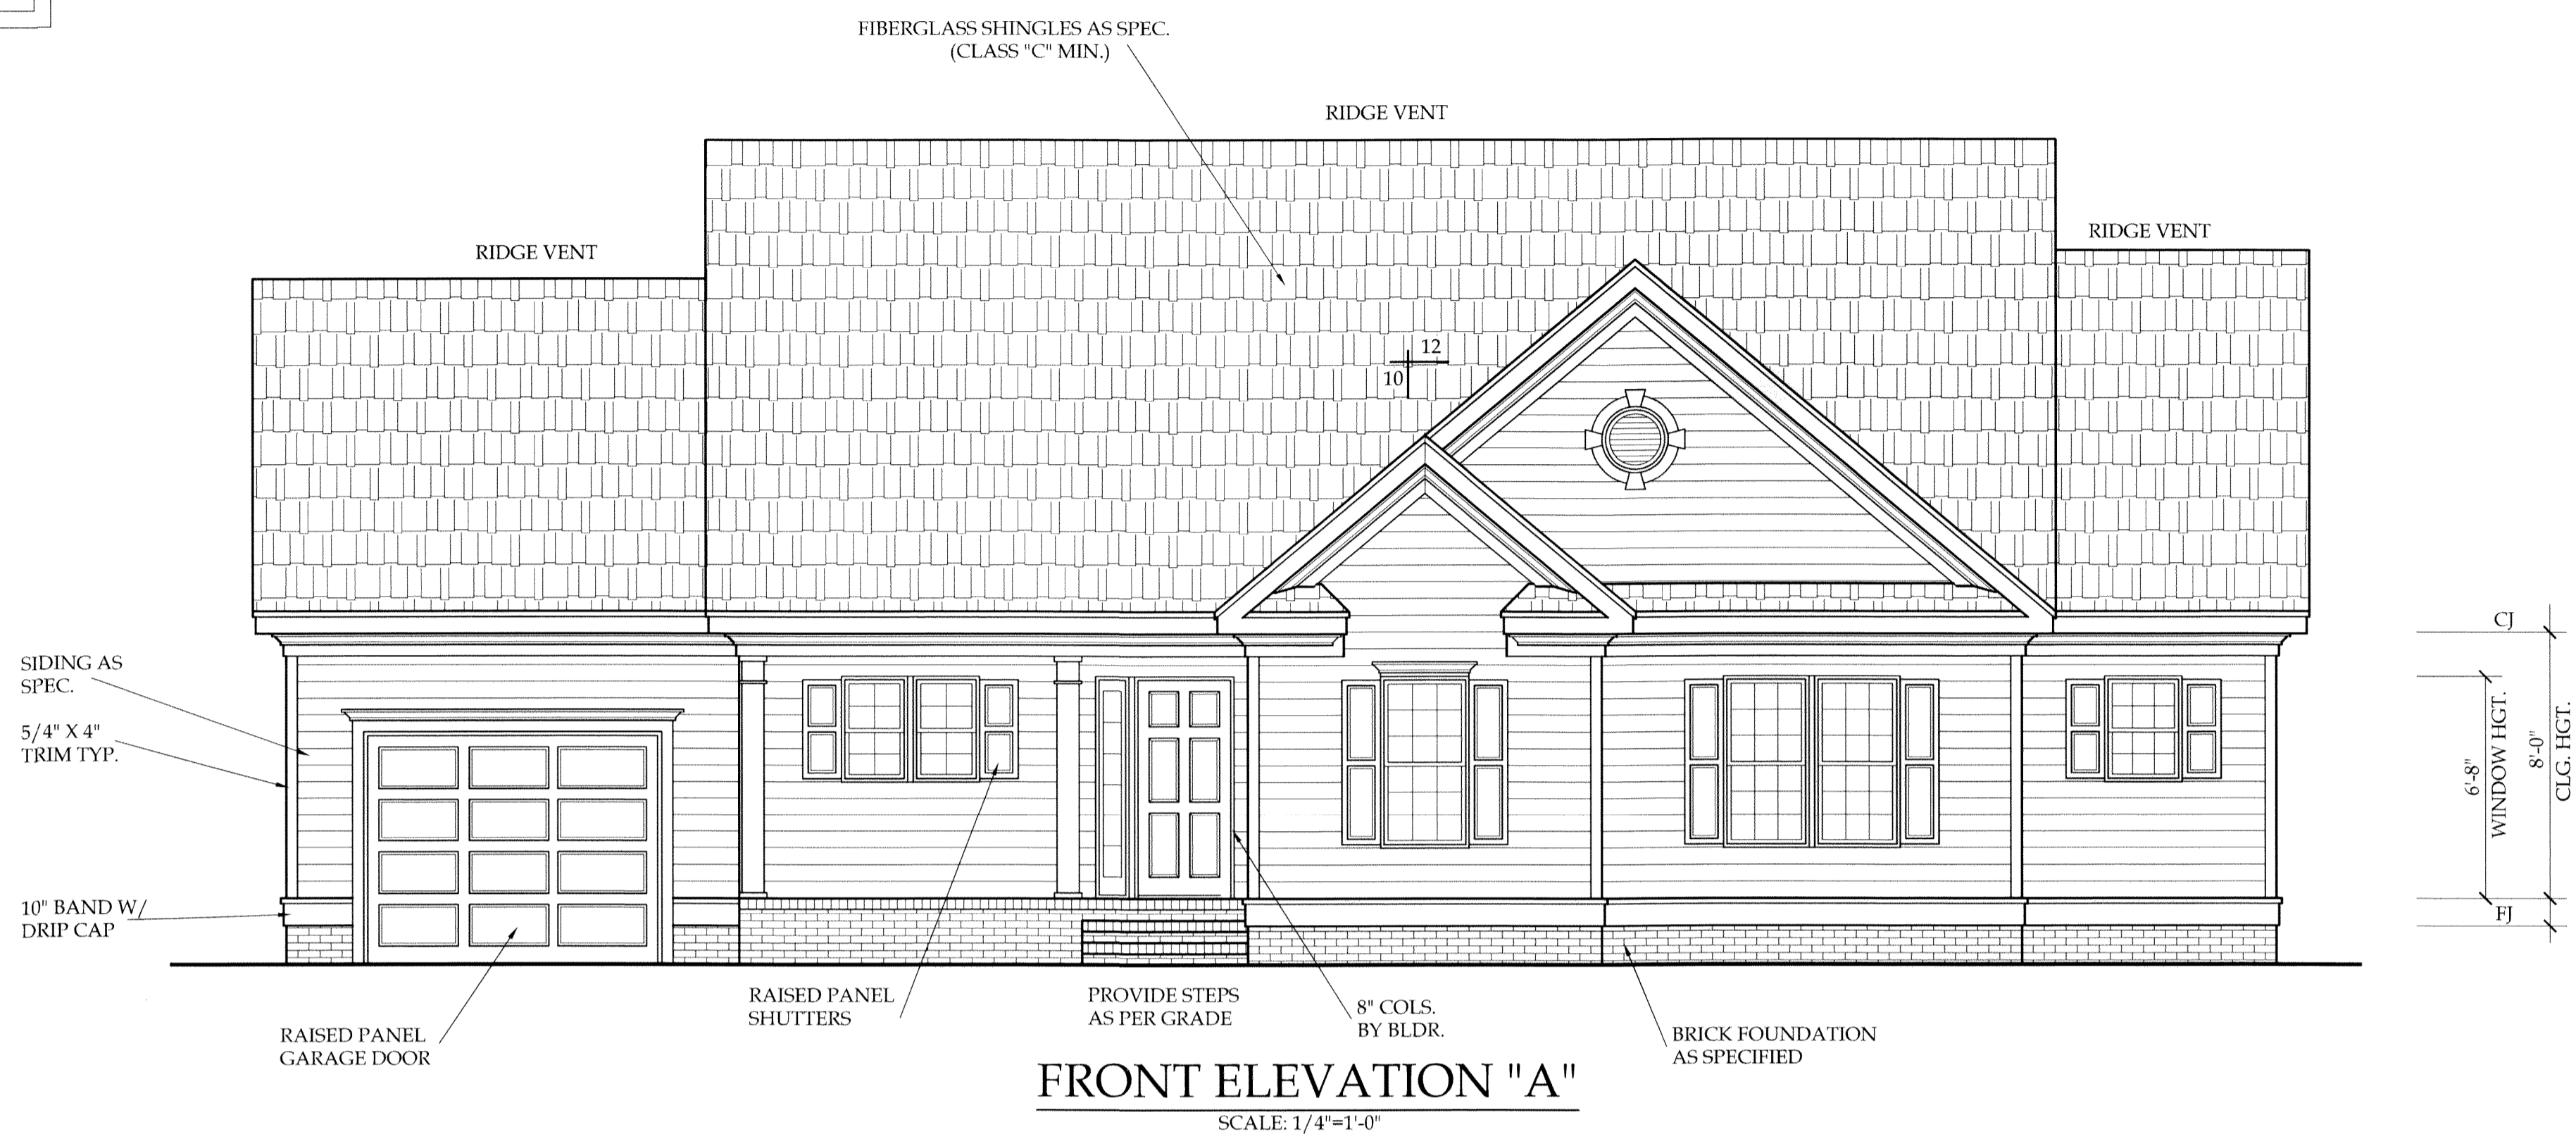 FIBERGLASS SHINGLES AS SPEC.
(CLASS "C" MIN.)
RIDGE VENT
RIDGE VENT
RIDGE VENT
12
10
CJ
SIDING AS
SPEC.
5/4" X 4"
TRIM TYP.
6'-8"
WINDOW HGT.
8'-0"
CLG. HGT.
10" BAND W/
DRIP CAP
FJ
RAISED PANEL
GARAGE DOOR
RAISED PANEL
SHUTTERS
PROVIDE STEPS
AS PER GRADE
8" COLS.
BY BLDR.
BRICK FOUNDATION
AS SPECIFIED
FRONT ELEVATION "A"
SCALE: 1/4"=1'-0"